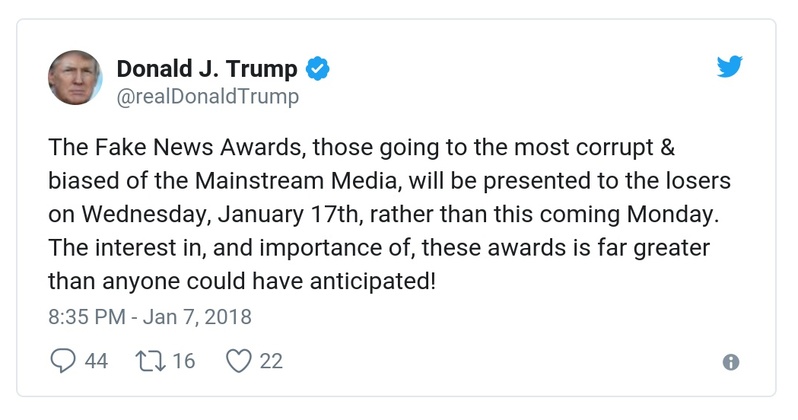 Donald J. Trump
@realDonaldTrump
The Fake News Awards, those going to the most corrupt &
biased of the Mainstream Media, will be presented to the losers
on Wednesday, January 17th, rather than this coming Monday.
The interest in, and importance of, these awards is far greater
than anyone could have anticipated!
8:35 PM - Jan 7, 2018
44 16 22